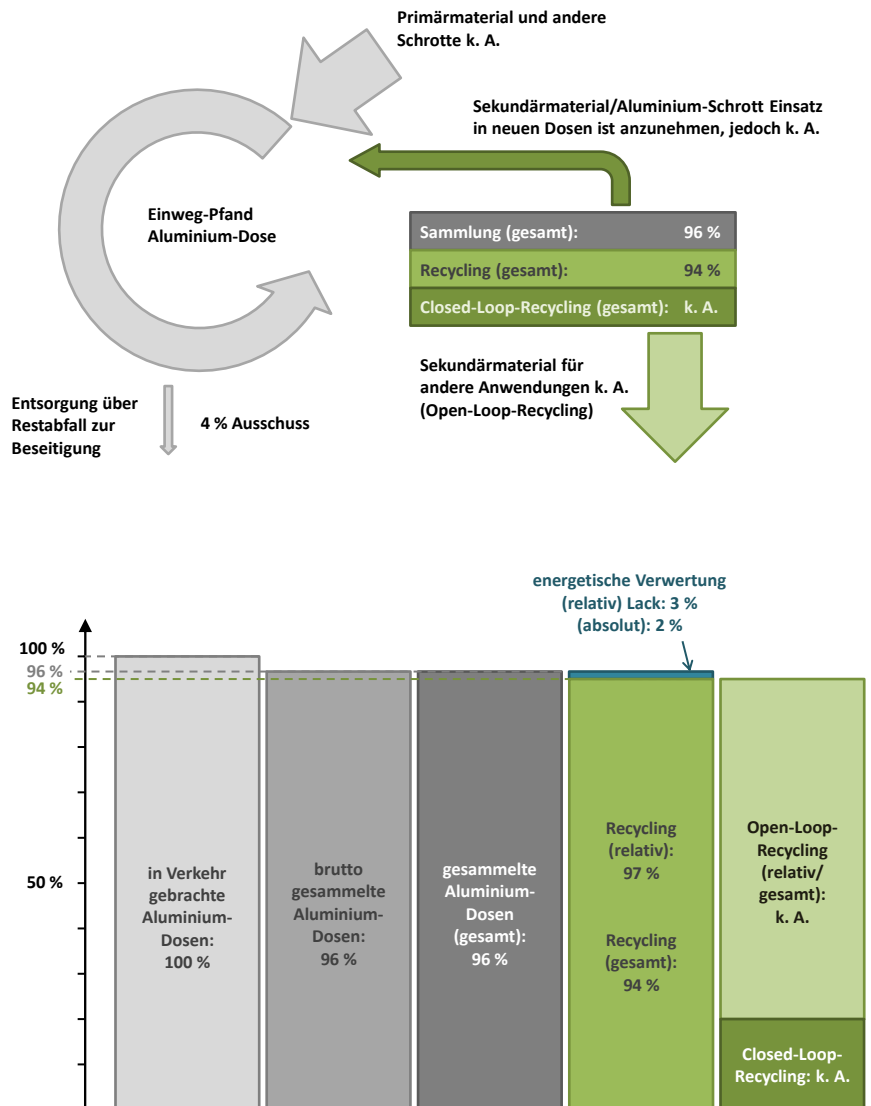 Primärmaterial und andere
Schrotte k. A.
Sekundärmaterial/Aluminium-Schrott Einsatz
in neuen Dosen ist anzunehmen, jedoch k. A.
Einweg-Pfand
Aluminium-Dose
Sammlung (gesamt): 96 %
Recycling (gesamt): 94 %
Closed-Loop-Recycling (gesamt): k. A.
Sekundärmaterial für
andere Anwendungen k. A.
(Open-Loop-Recycling)
Entsorgung über
Restabfall zur
Beseitigung
4 % Ausschuss
energetische Verwertung
(relativ) Lack: 3 %
(absolut): 2 %
100 %
96 %
94 %
50 %
in Verkehr
gebrachte
Aluminium-
Dosen:
100 %
brutto
gesammelte
Aluminium-
Dosen:
96 %
gesammelte
Aluminium-
Dosen
(gesamt):
96 %
Recycling
(relativ):
97 %
Recycling
(gesamt):
94 %
Open-Loop-
Recycling
(relativ/
gesamt):
k. A.
Closed-Loop-
Recycling: k. A.